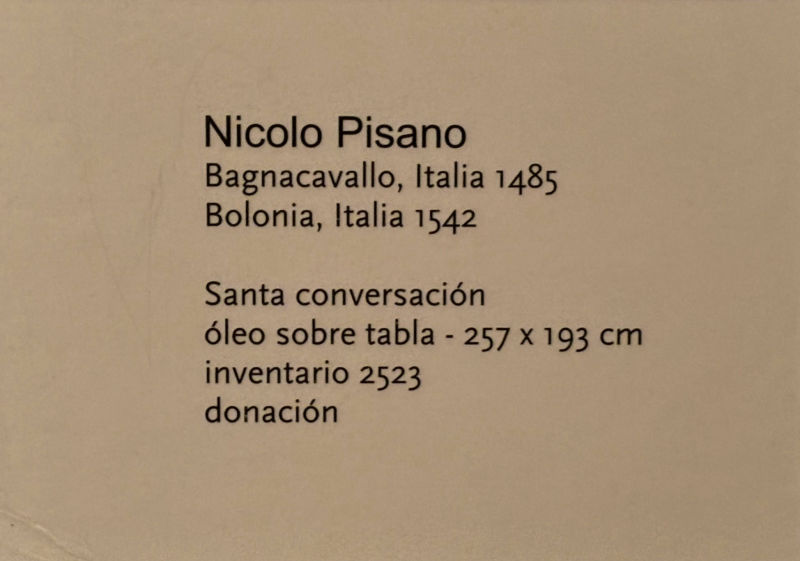 Nicolo Pisano
Bagnacavallo, Italia 1485
Bolonia, Italia 1542
Santa conversación
óleo sobre tabla - 257 x 193 cm
inventario 2523
donación